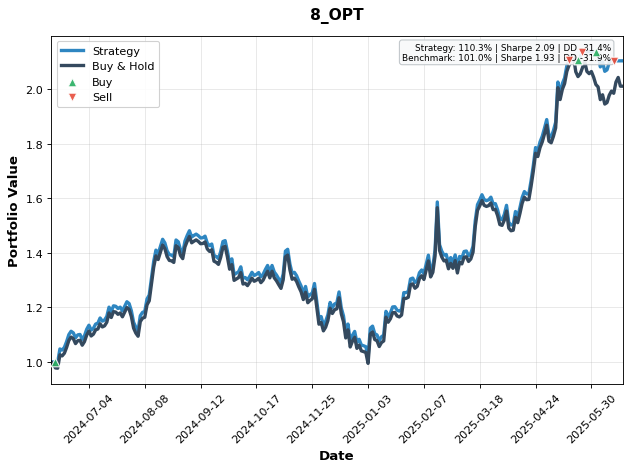 8_OPT
Strategy
Buy & Hold
Buy
Sell
Strategy: 110.3% | Sharpe 2.09 | DD -31.4%
Benchmark: 101.0% | Sharpe 1.93 | DD -31.9%
Portfolio Value
2.0
1.8
1.6
1.4
1.2
1.0
2024-07-04
2024-08-08
2024-09-12
2024-10-17
2024-11-25
2025-01-03
2025-02-07
2025-03-18
2025-04-24
2025-05-30
Date